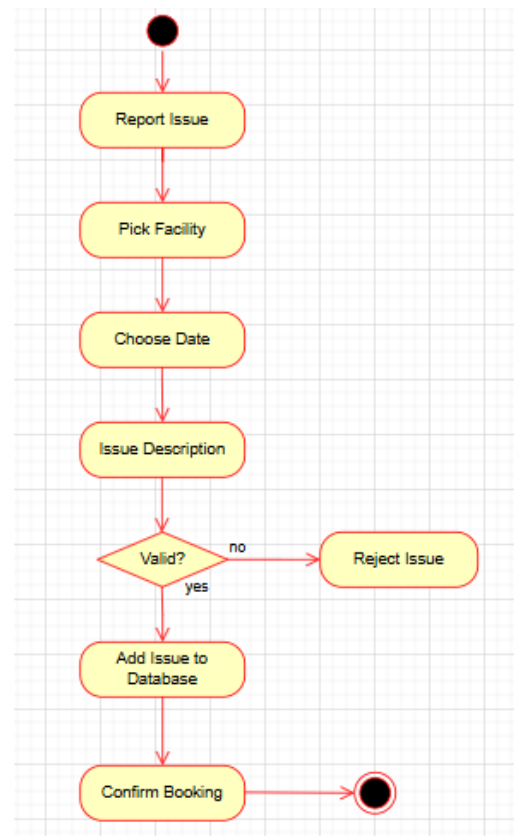 Report Issue
Pick Facility
Choose Date
Issue Description
Valid?
no
Reject Issue
yes
Add Issue to
Database
Confirm Booking